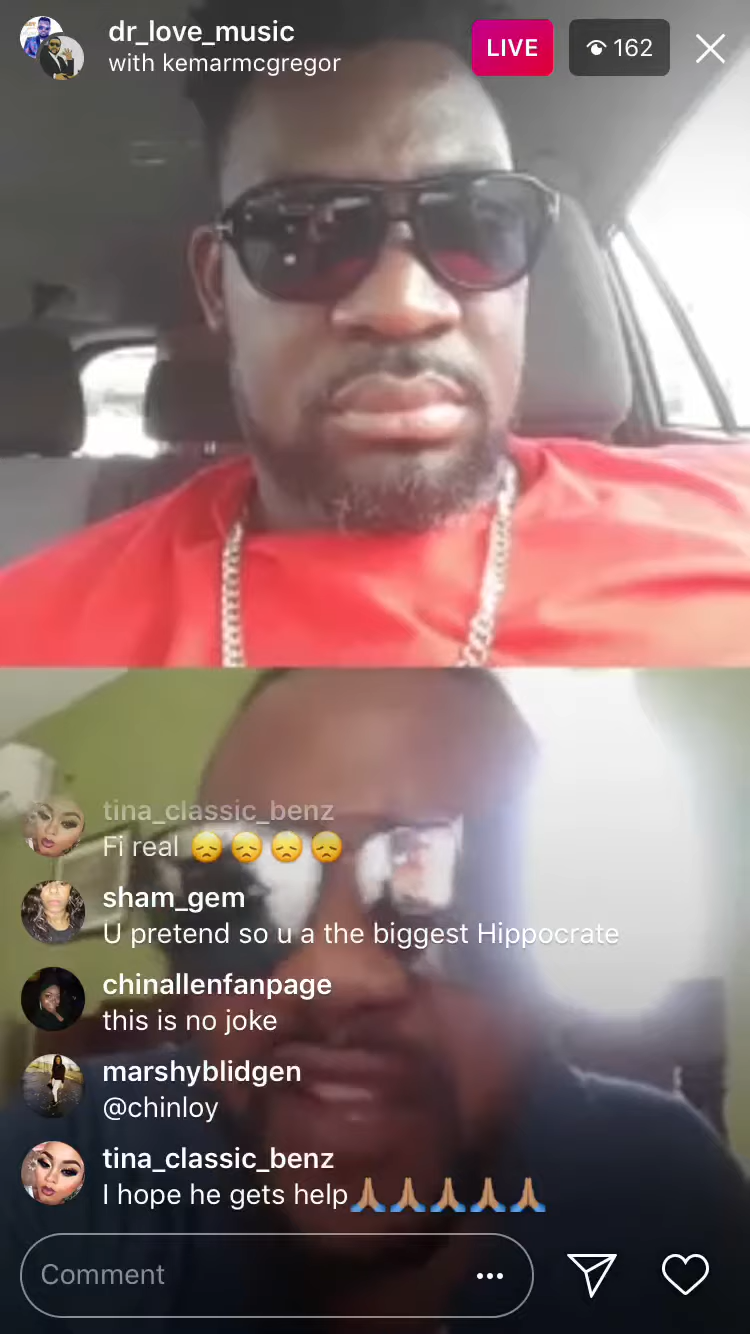 dr_love_music
with kemarmcgregor
LIVE
162
tina_classic_benz
Fi real 😞😞😞😞
sham_gem
U pretend so u a the biggest Hippocrate
chinallenfanpage
this is no joke
marshyblidgen
@chinloy
tina_classic_benz
I hope he gets help🙏🏽🙏🏽🙏🏽🙏🏽🙏🏽
Comment